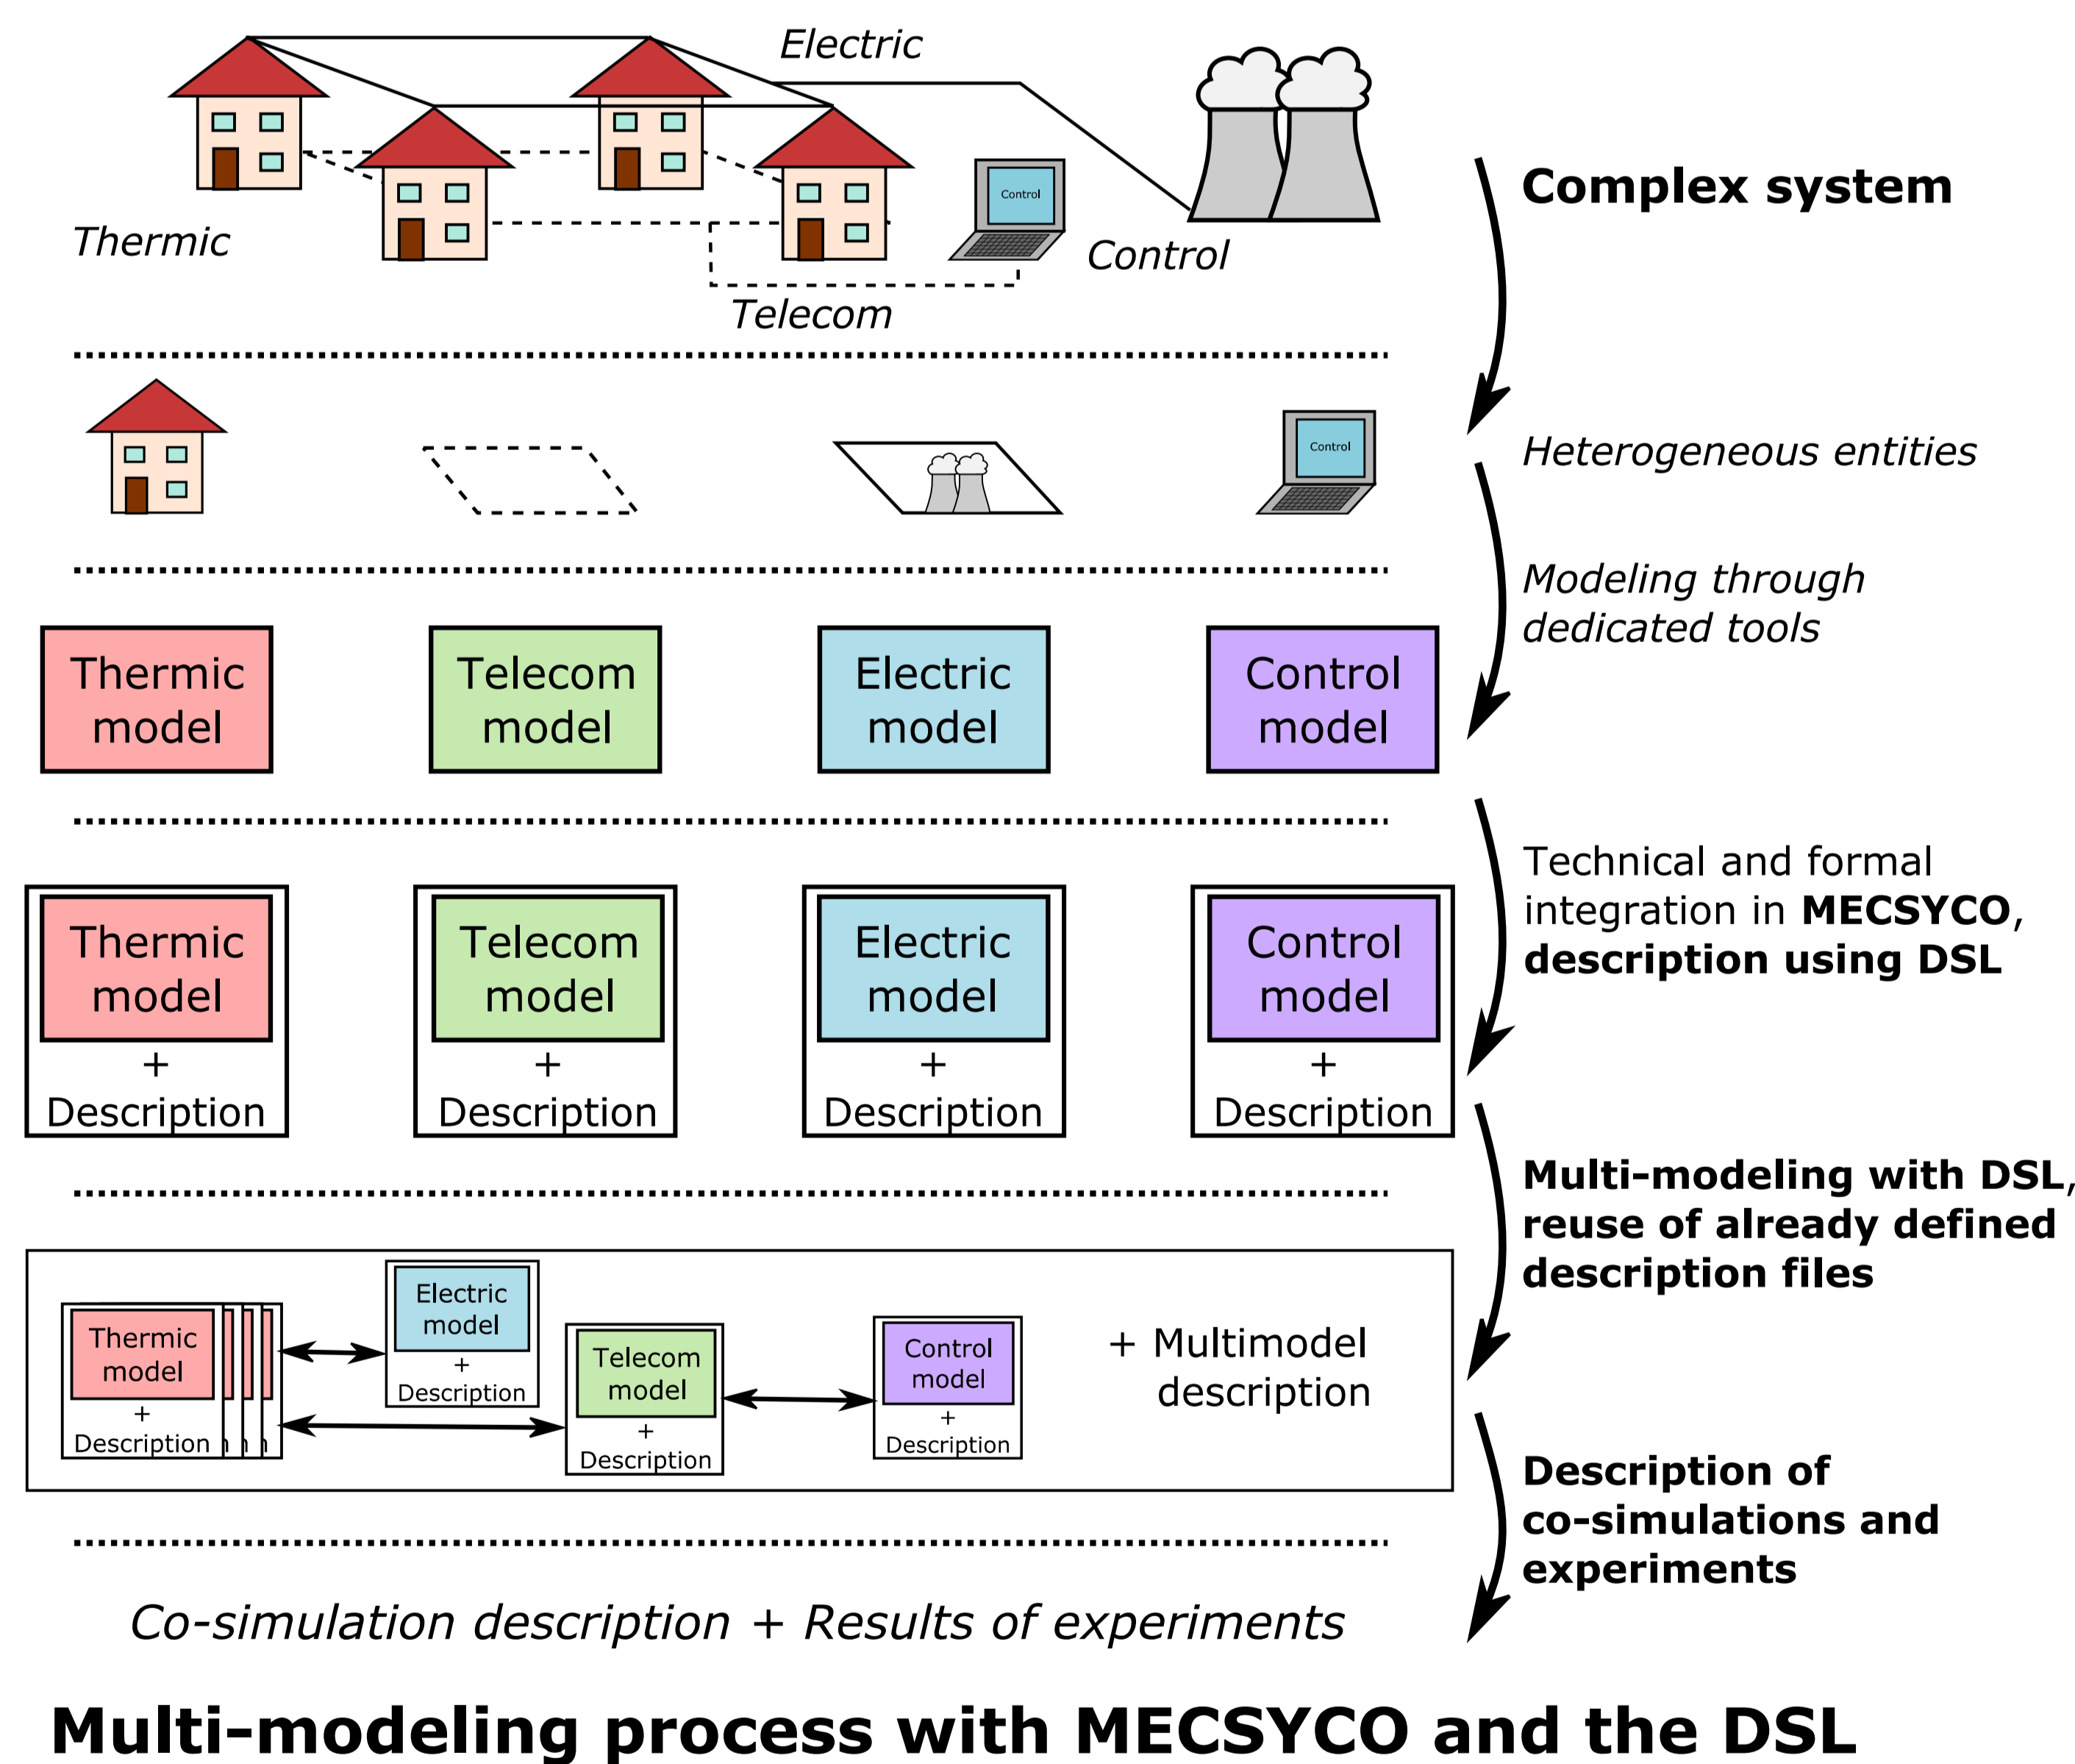 Electric
Control
Complex system
Thermic
Control
Telecom
Control
Heterogeneous entities
Modeling through
dedicated tools
Thermic
model
Telecom
model
Electric
model
Control
model
Technical and formal
integration in MECSYCO,
description using DSL
Thermic
model
+
Description
Telecom
model
+
Description
Electric
model
+
Description
Control
model
+
Description
Multi-modeling with DSL,
reuse of already defined
description files
Thermic
model
+
Description
n
n
n
Electric
model
+
Description
Telecom
model
+
Description
Control
model
+
Description
+ Multimodel
description
Description of
co-simulations and
experiments
Co-simulation description + Results of experiments
Multi-modeling process with MECSYCO and the DSL